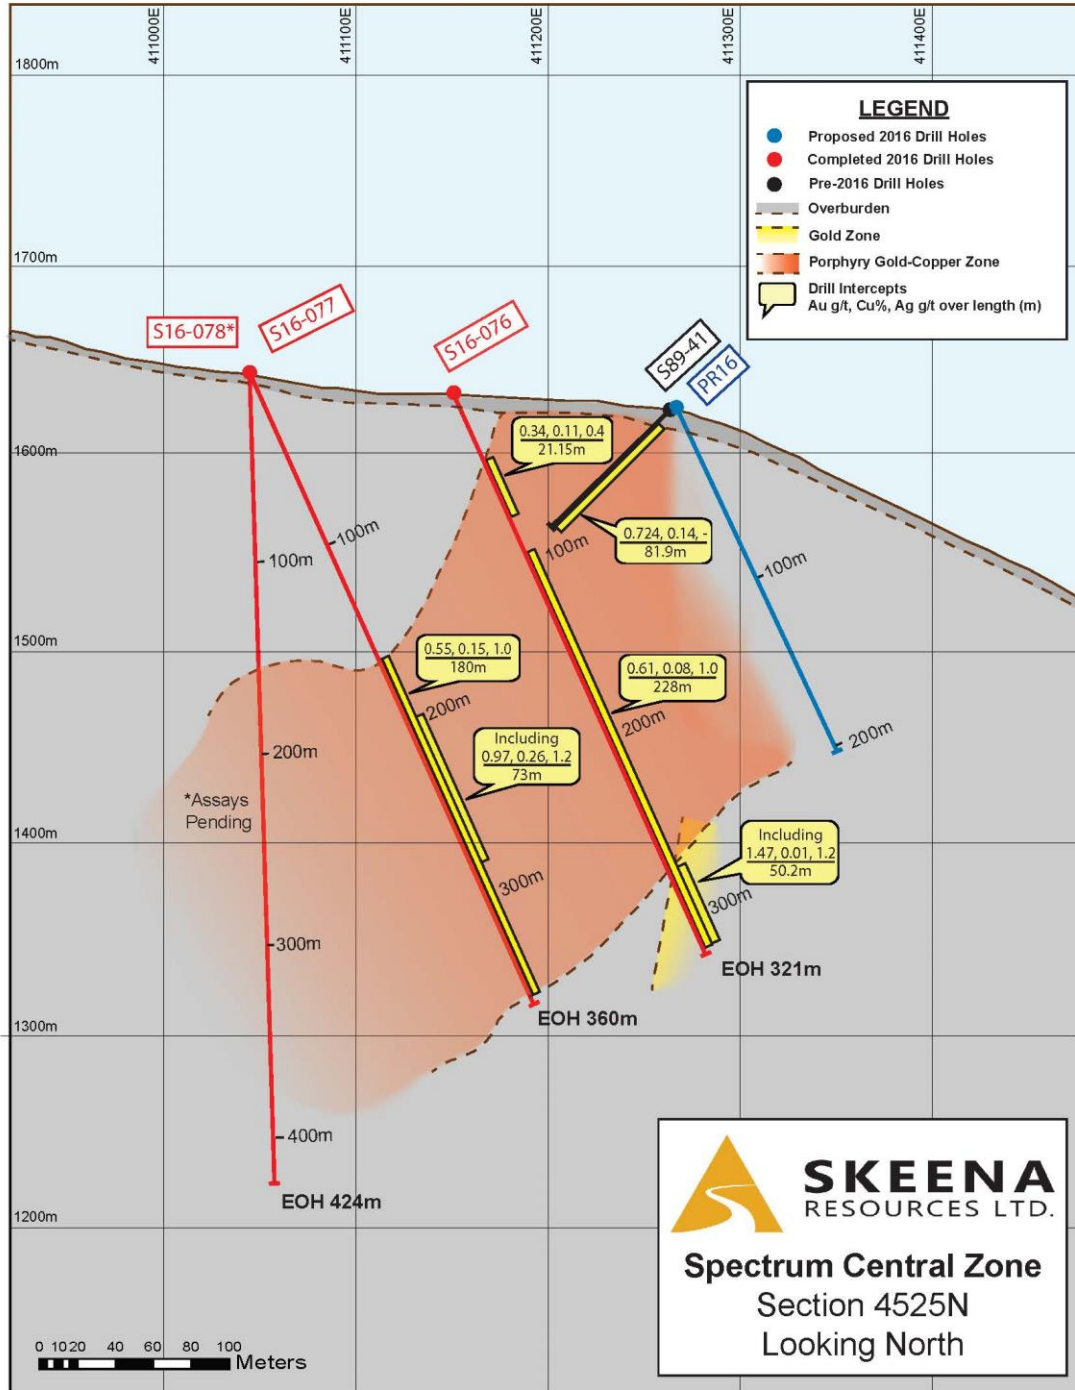 411000E
411100E
411200E
411300E
411400E
1800m
1700m
1600m
1500m
1400m
1300m
1200m
LEGEND
Proposed 2016 Drill Holes
Completed 2016 Drill Holes
Pre-2016 Drill Holes
Overburden
Gold Zone
Porphyry Gold-Copper Zone
Drill Intercepts
Au g/t, Cu%, Ag g/t over length (m)
S16-078*
S16-077
S16-076
S89-41
PR16
0.34, 0.11, 0.4
21.15m
0.724, 0.14, -
81.9m
100m
100m
100m
100m
0.55, 0.15, 1.0
180m
0.61, 0.08, 1.0
228m
200m
200m
200m
200m
Including
0.97, 0.26, 1.2
73m
*Assays
Pending
Including
1.47, 0.01, 1.2
50.2m
300m
300m
300m
EOH 321m
EOH 360m
400m
EOH 424m
SKEENA
RESOURCES LTD.
Spectrum Central Zone
Section 4525N
Looking North
0 10 20 40 60 80 100
Meters